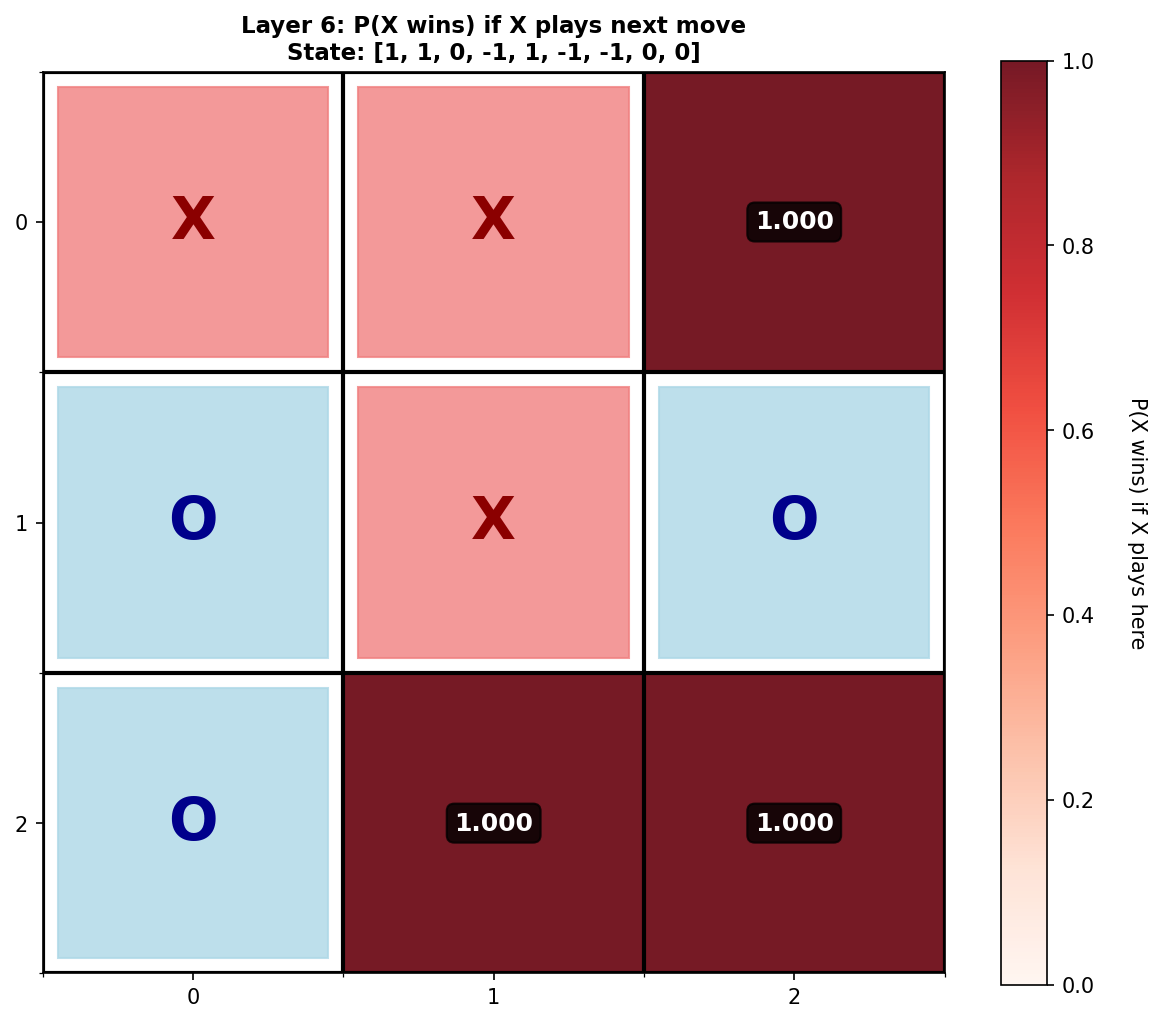 Layer 6: P(X wins) if X plays next move
State: [1, 1, 0, -1, 1, -1, -1, 0, 0]
X
X
1.000
O
X
O
O
1.000
1.000
0
1
2
0
1
2
1.0
0.8
0.6
0.4
0.2
0.0
P(X wins) if X plays here